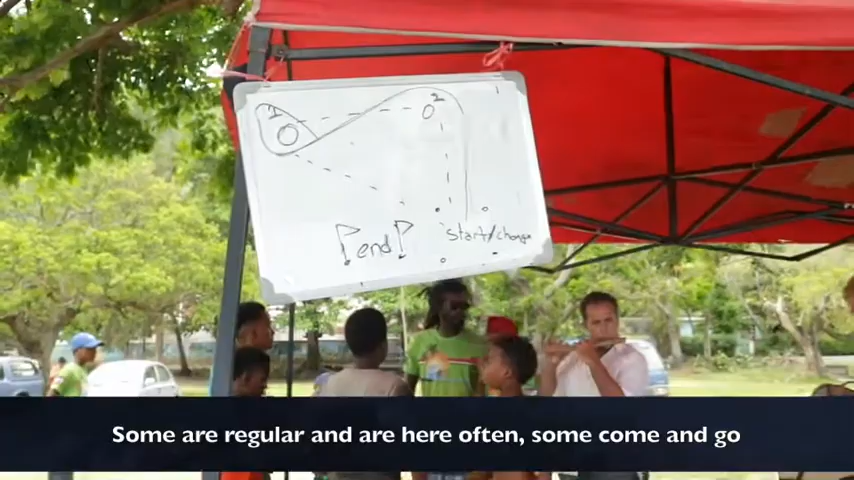 1
2
end
start/change
Some are regular and are here often, some come and go